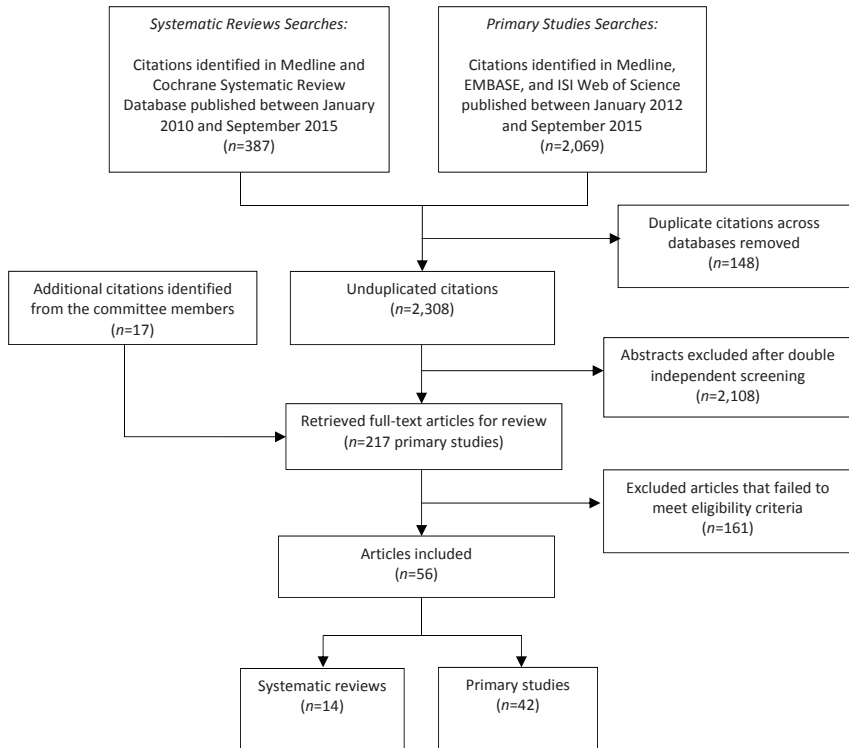 Systematic Reviews Searches:
Citations identified in Medline and
Cochrane Systematic Review
Database published between January
2010 and September 2015
(n=387)
Primary Studies Searches:
Citations identified in Medline,
EMBASE, and ISI Web of Science
published between January 2012
and September 2015
(n=2,069)
Duplicate citations across
databases removed
(n=148)
Additional citations identified
from the committee members
(n=17)
Unduplicated citations
(n=2,308)
Abstracts excluded after double
independent screening
(n=2,108)
Retrieved full-text articles for review
(n=217 primary studies)
Excluded articles that failed to
meet eligibility criteria
(n=161)
Articles included
(n=56)
Systematic reviews
(n=14)
Primary studies
(n=42)